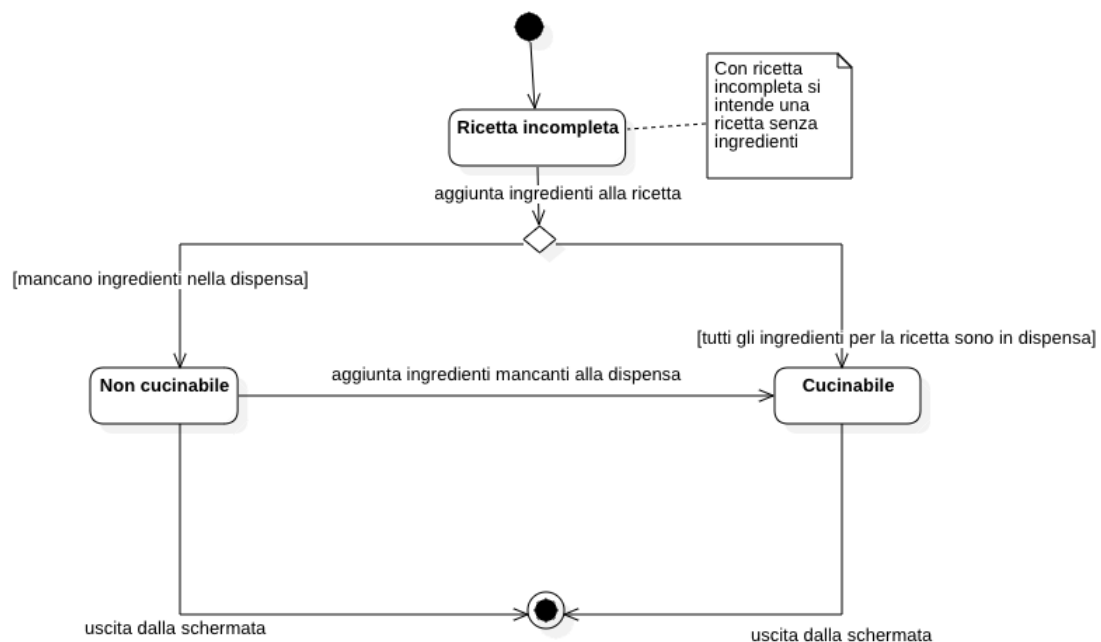 Con ricetta
incompleta si
intende una
ricetta senza
ingredienti
Ricetta incompleta
aggiunta ingredienti alla ricetta
[mancano ingredienti nella dispensa]
[tutti gli ingredienti per la ricetta sono in dispensa]
Non cucinabile
aggiunta ingredienti mancanti alla dispensa
Cucinabile
uscita dalla schermata
uscita dalla schermata